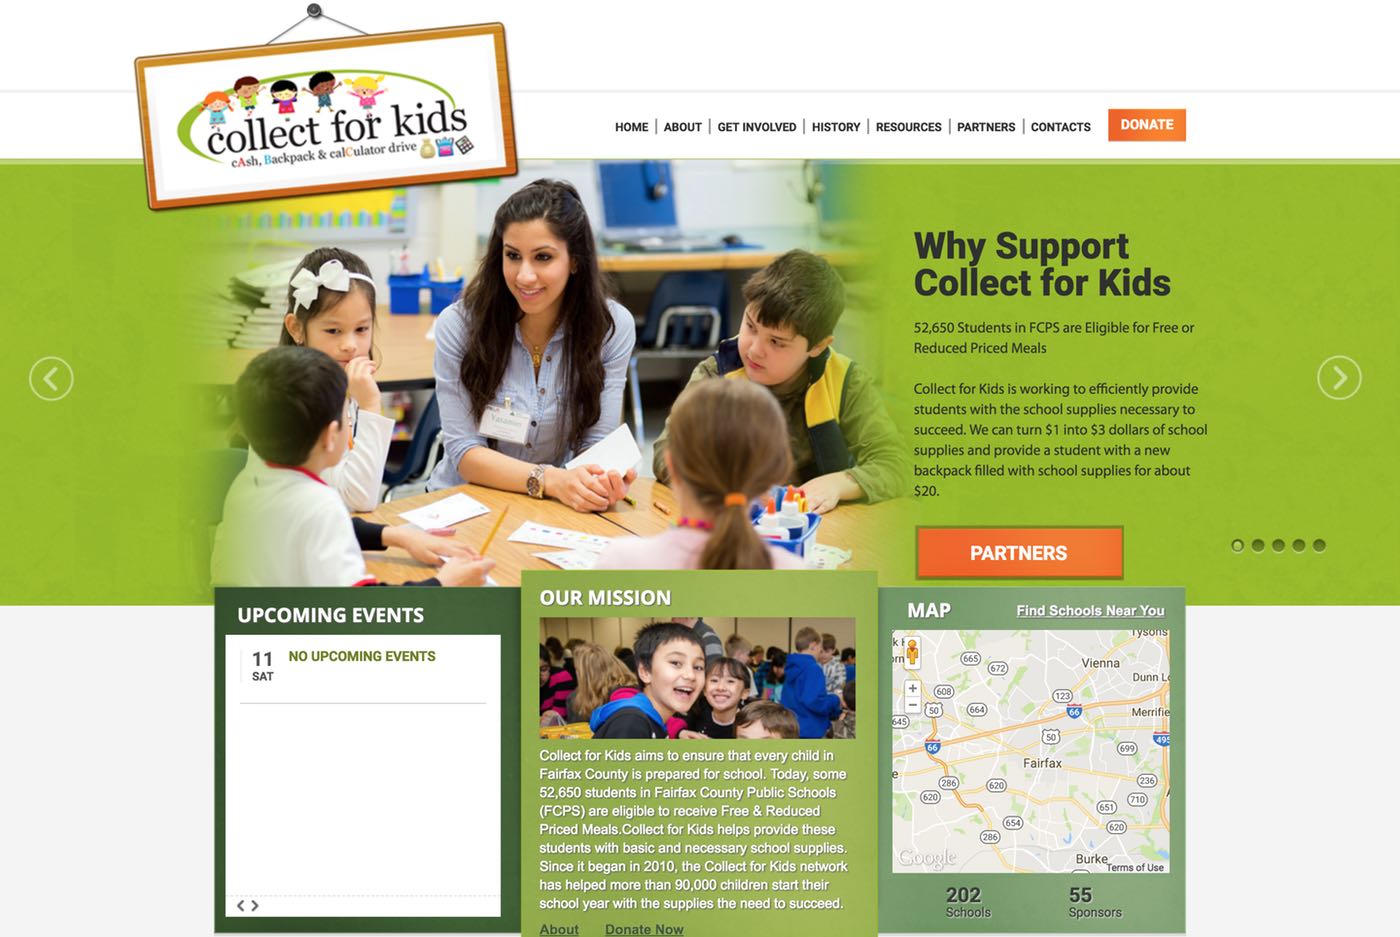 collect for kids
cAsh, Backpack & calCulator drive
HOME
ABOUT
GET INVOLVED
HISTORY
RESOURCES
PARTNERS
CONTACTS
DONATE
Yasamin
Why Support
Collect for Kids
52,650 Students in FCPS are Eligible for Free or
Reduced Priced Meals
Collect for Kids is working to efficiently provide
students with the school supplies necessary to
succeed. We can turn $1 into $3 dollars of school
supplies and provide a student with a new
backpack filled with school supplies for about
$20.
PARTNERS
UPCOMING EVENTS
11
SAT
NO UPCOMING EVENTS
OUR MISSION
Collect for Kids aims to ensure that every child in
Fairfax County is prepared for school. Today, some
52,650 students in Fairfax County Public Schools
(FCPS) are eligible to receive Free & Reduced
Priced Meals.Collect for Kids helps provide these
students with basic and necessary school supplies.
Since it began in 2010, the Collect for Kids network
has helped more than 90,000 children start their
school year with the supplies the need to succeed.
About
Donate Now
MAP
Find Schools Near You
Tysons
665
Vienna
672
Dunn
608
123
50
664
66
Merrifie
645
50
495
66
699
Fairfax
286
620
236
620
710
651
654
620
286
Google
Burke
Terms of Use
202
Schools
55
Sponsors